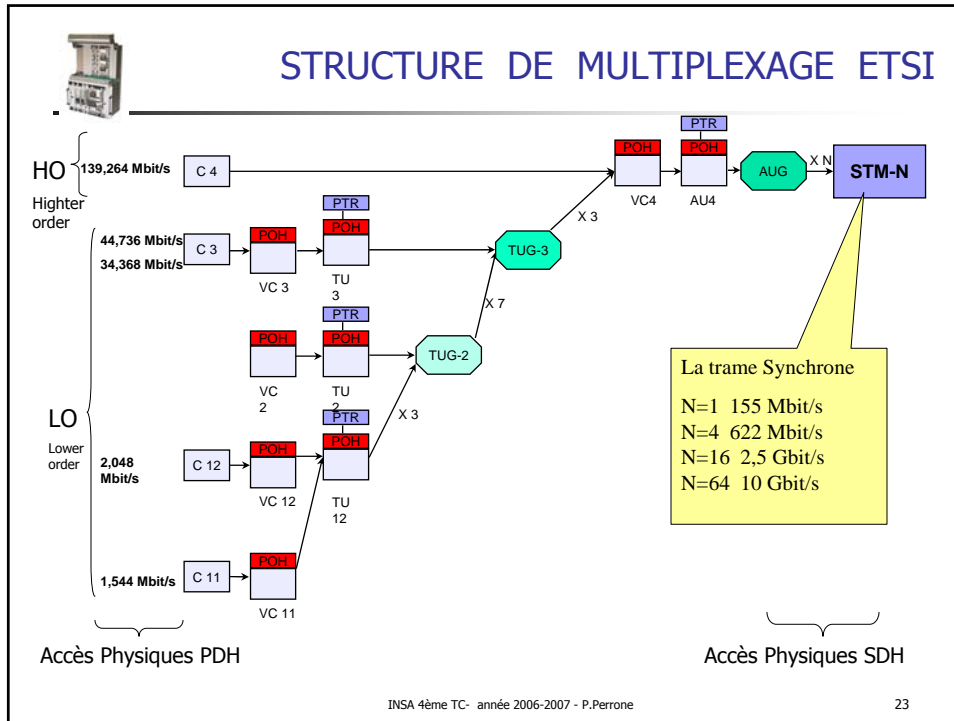 STRUCTURE DE MULTIPLEXAGE ETSI
PTR
HO
139,264 Mbit/s
C 4
POH
POH
AUG
X N
STM-N
Highter
order
VC4
AU4
X 3
44,736 Mbit/s
34,368 Mbit/s
C 3
POH
PTR
POH
TUG-3
VC 3
TU
3
X 7
PTR
POH
POH
TUG-2
VC
2
TU
2
X 3
LO
Lower
order
2,048
Mbit/s
C 12
POH
PTR
POH
VC 12
TU
12
1,544 Mbit/s
C 11
POH
VC 11
La trame Synchrone
N=1 155 Mbit/s
N=4 622 Mbit/s
N=16 2,5 Gbit/s
N=64 10 Gbit/s
Accès Physiques PDH
Accès Physiques SDH
INSA 4ème TC- année 2006-2007 - P.Perrone
23